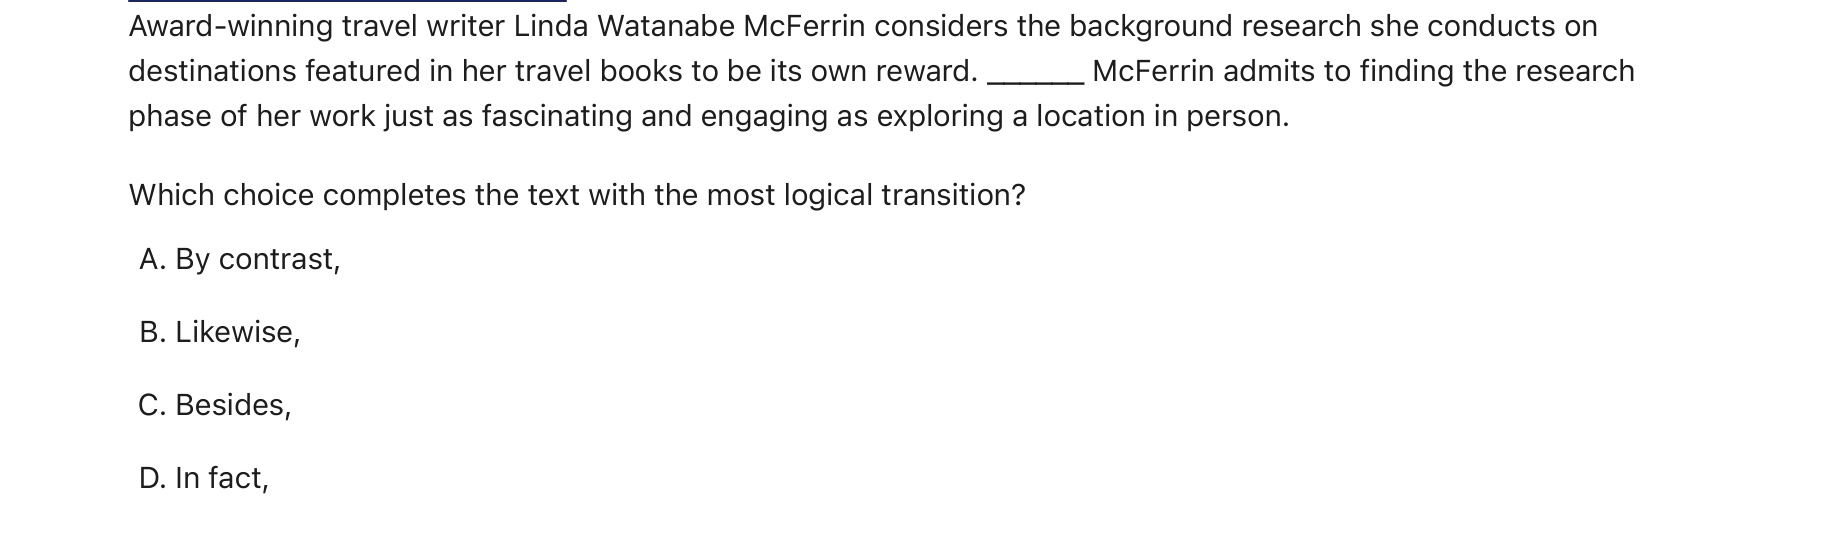 Award-winning travel writer Linda Watanabe McFerrin considers the background research she conducts on
destinations featured in her travel books to be its own reward. ______ McFerrin admits to finding the research
phase of her work just as fascinating and engaging as exploring a location in person.
Which choice completes the text with the most logical transition?
A. By contrast,
B. Likewise,
C. Besides,
D. In fact,